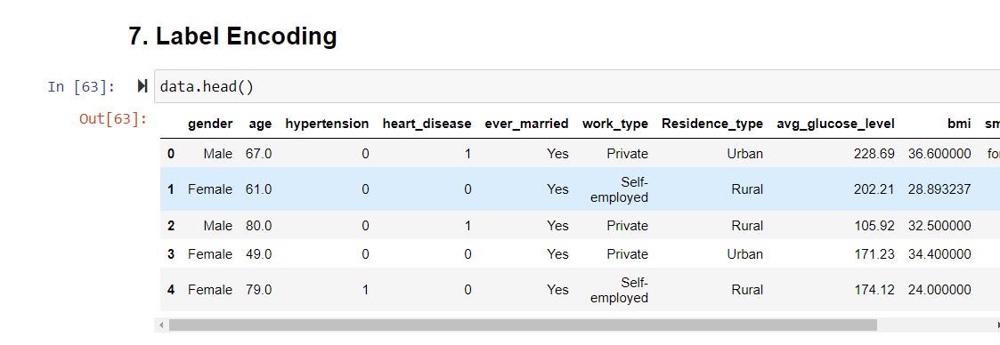 7. Label Encoding
In [63]: data.head()
Out[63]:
gender age hypertension heart_disease ever_married work_type Residence_type avg_glucose_level bmi sm
0 Male 67.0 0 1 Yes Private Urban 228.69 36.600000 fo
1 Female 61.0 0 0 Yes Self-employed Rural 202.21 28.893237
2 Male 80.0 0 1 Yes Private Rural 105.92 32.500000
3 Female 49.0 0 0 Yes Private Urban 171.23 34.400000
4 Female 79.0 1 0 Yes Self-employed Rural 174.12 24.000000